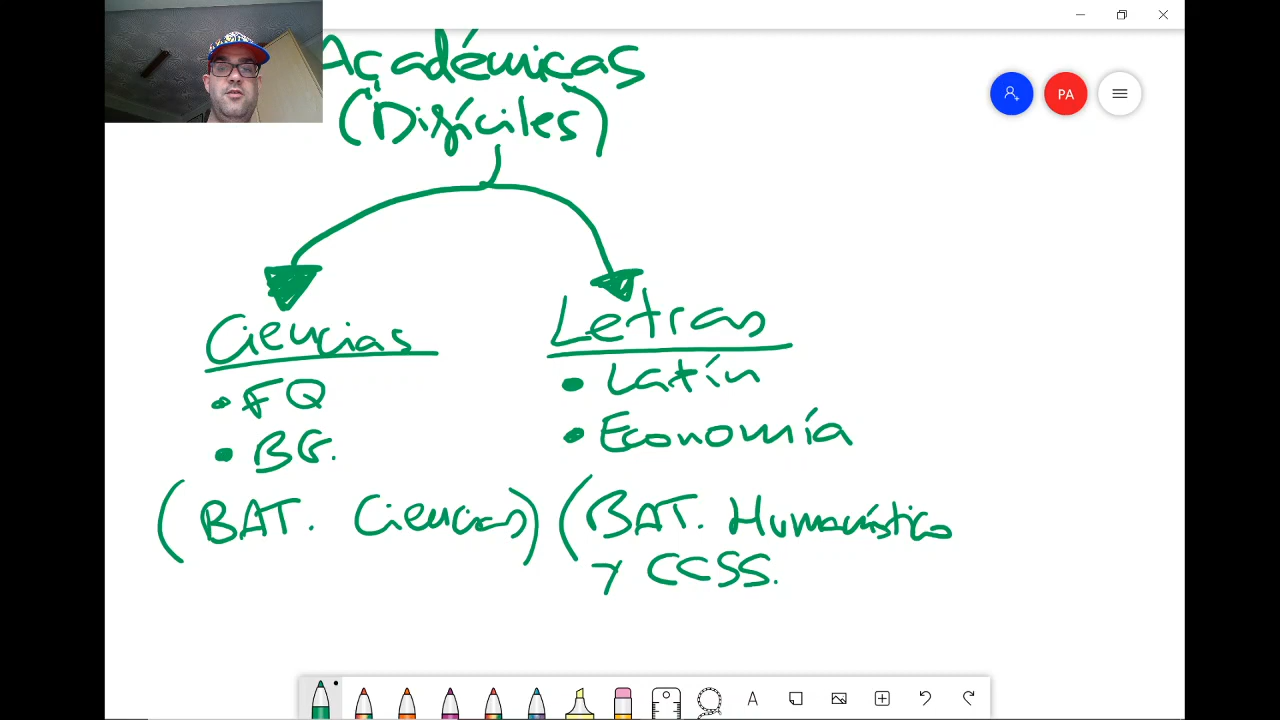 Académicas
(Difíciles)
Ciencias
• FQ
• BG.
(BAT. Ciencias)
Letras
• Latín
• Economía
(BAT. Humanístico
y CCSS.
PA
A